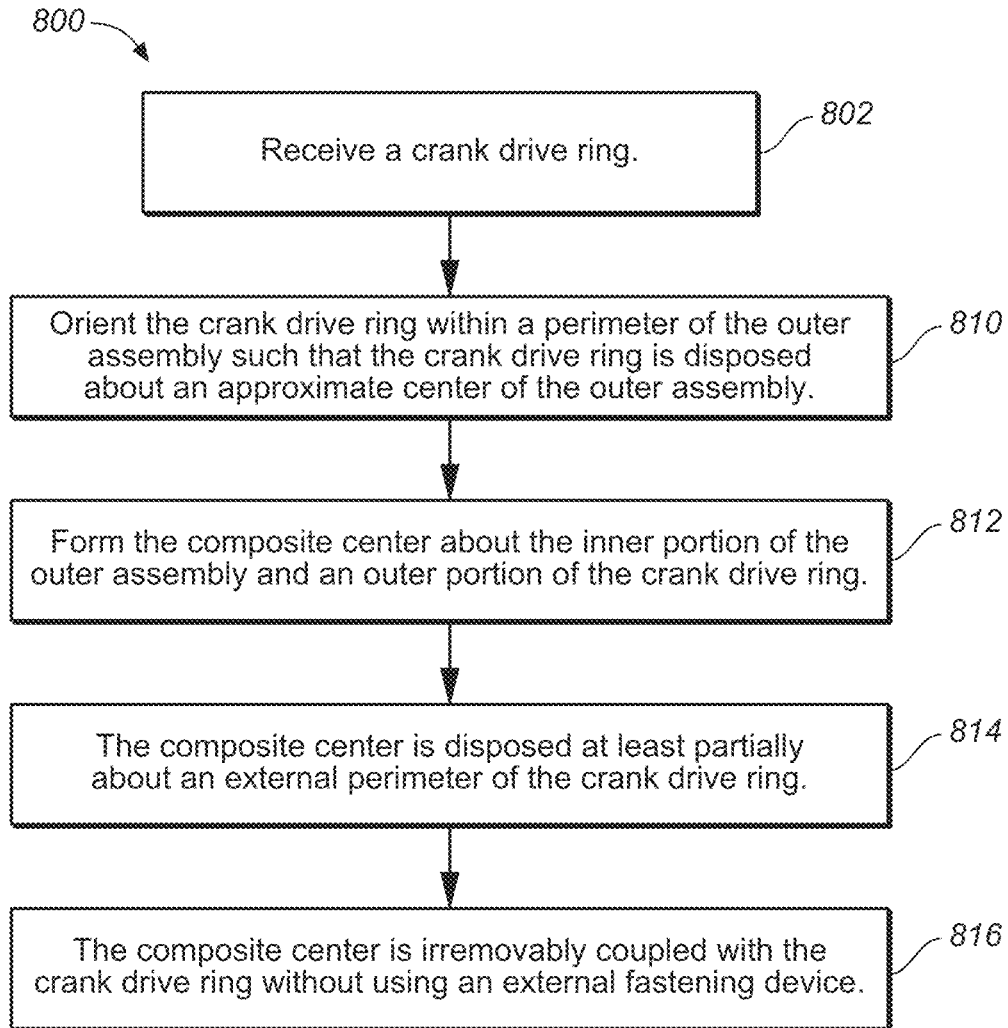 800
802
Receive a crank drive ring.
810
Orient the crank drive ring within a perimeter of the outer
assembly such that the crank drive ring is disposed
about an approximate center of the outer assembly.
812
Form the composite center about the inner portion of the
outer assembly and an outer portion of the crank drive ring.
814
The composite center is disposed at least partially
about an external perimeter of the crank drive ring.
816
The composite center is irremovably coupled with the
crank drive ring without using an external fastening device.